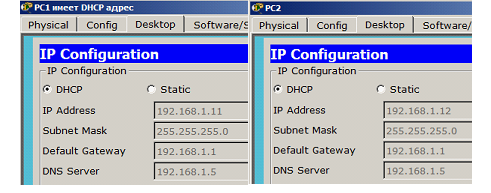 PC1 имеет DHCP адрес
Physical Config Desktop Software/S
IP Configuration
IP Configuration
DHCP Static
IP Address 192.168.1.11
Subnet Mask 255.255.255.0
Default Gateway 192.168.1.1
DNS Server 192.168.1.5
PC2
Physical Config Desktop Software/
IP Configuration
IP Configuration
DHCP Static
IP Address 192.168.1.12
Subnet Mask 255.255.255.0
Default Gateway 192.168.1.1
DNS Server 192.168.1.5